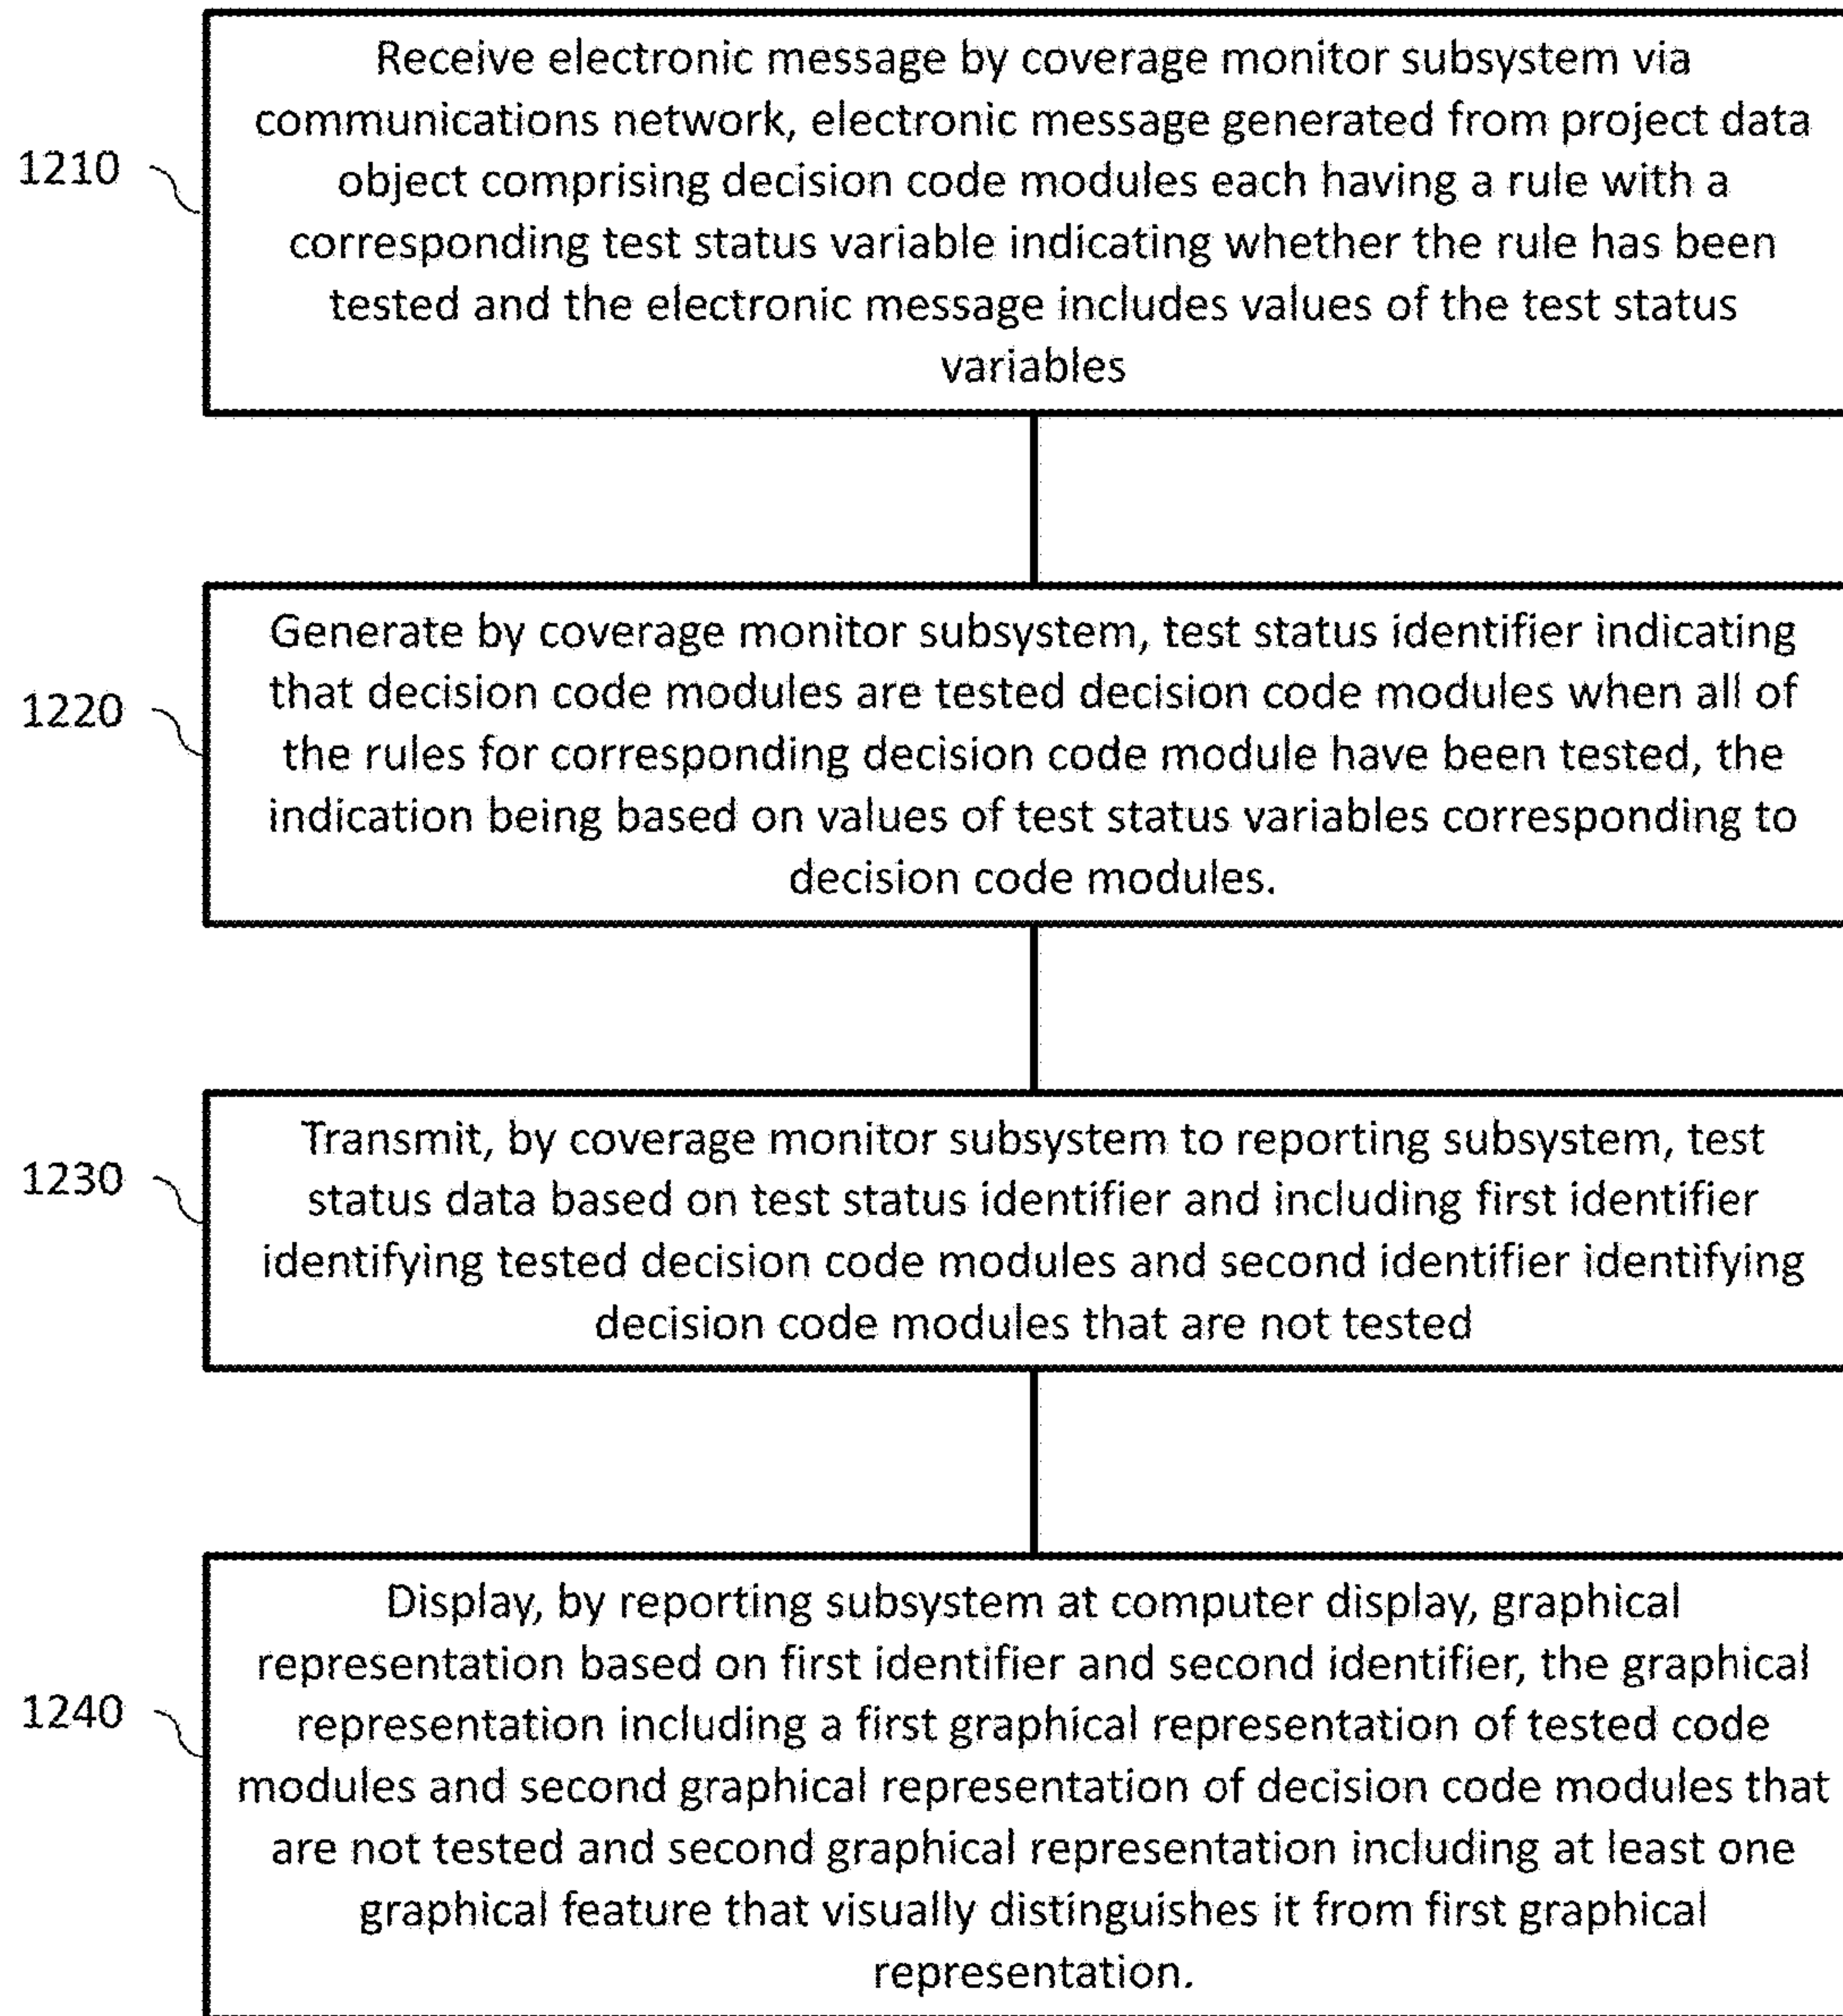 Receive electronic message by coverage monitor subsystem via
communications network, electronic message generated from project data
1210
object comprising decision code modules each having a rule with a
corresponding test status variable indicating whether the rule has been
tested and the electronic message includes values of the test status
variables
Generate by coverage monitor subsystem, test status identifier indicating
that decision code modules are tested decision code modules when all of
1220
the rules for corresponding decision code module have been tested, the
indication being based on values of test status variables corresponding to
decision code modules.
Transmit, by coverage monitor subsystem to reporting subsystem, test
1230
status data based on test status identifier and including first identifier
identifying tested decision code modules and second identifier identifying
decision code modules that are not tested
Display, by reporting subsystem at computer display, graphical
representation based on first identifier and second identifier, the graphical
1240
representation including a first graphical representation of tested code
modules and second graphical representation of decision code modules that
are not tested and second graphical representation including at least one
graphical feature that visually distinguishes it from first graphical
representation.